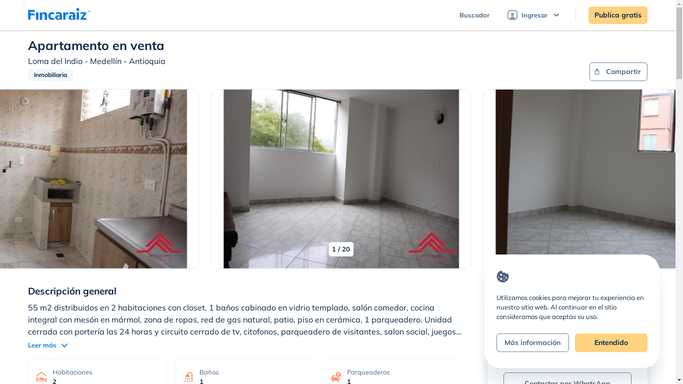 Fincaraiz
Buscador
Ingresar
Publica gratis
Apartamento en venta
Loma del Indio - Medellín - Antioquia
Inmobiliaria
Compartir
1 / 20
Descripción general
55 m2 distribuidos en 2 habitaciones con closet, 1 baños cabinado en vidrio templado, salón comedor, cocina
integral con mesón en mármol, zona de ropas, red de gas natural, patio, piso en cerámica, 1 parqueadero. Unidad
cerrada con portería las 24 horas y circuito cerrado de tv, citofonos, parqueadero de visitantes, salon social, juegos...
Leer más
Habitaciones
2
Baños
1
Parqueaderos
1
Utilizamos cookies para mejorar tu experiencia en
nuestro sitio web. Al continuar en el sitio
consideramos que aceptas su uso.
Más información
Entendido
Contactar por WhatsApp